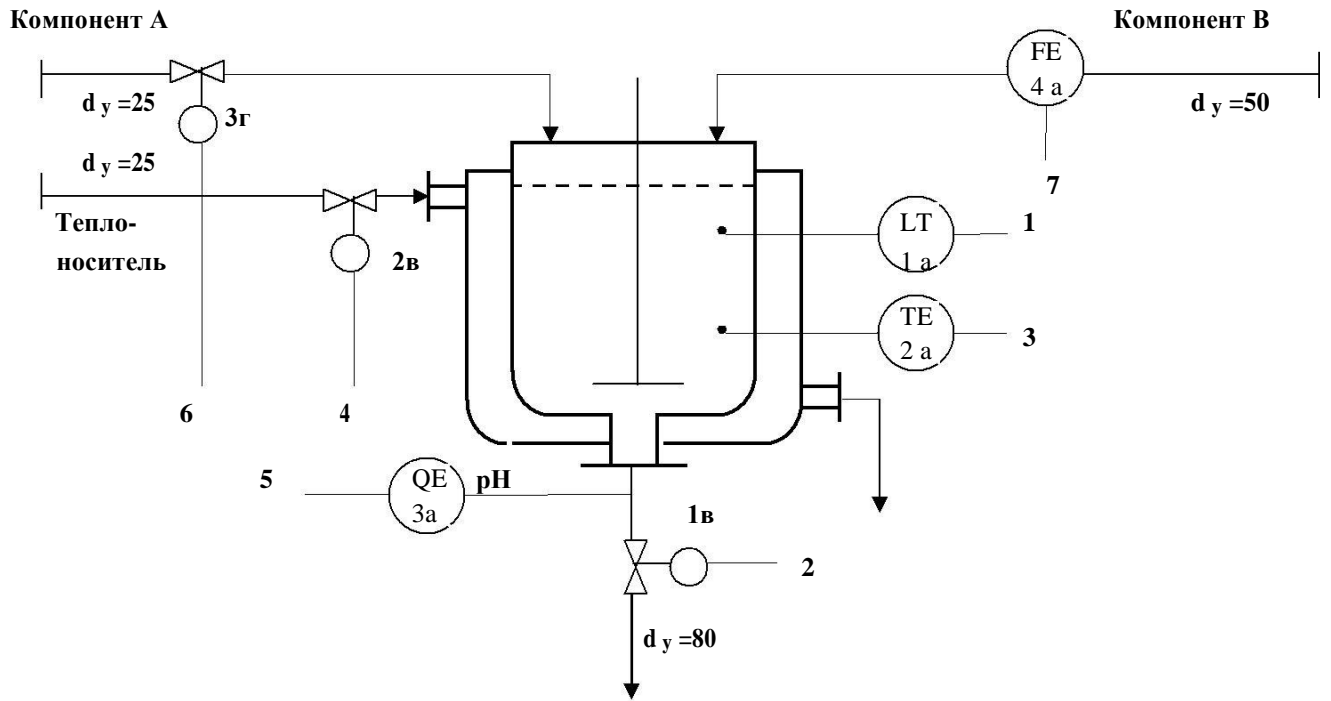 Компонент А
Компонент В
FE
4 а
d у =25
3г
d у =50
d у =25
7
Тепло-
носитель
2в
LT
1 а
1
TE
2 а
3
6
4
5
QE
3а
pH
1в
2
d у =80